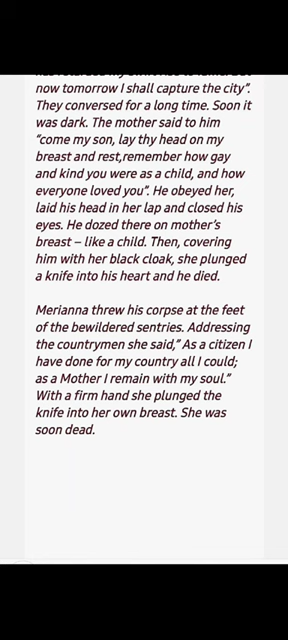 now tomorrow I shall capture the city”.
They conversed for a long time. Soon it
was dark. The mother said to him
“come my son, lay thy head on my
breast and rest,remember how gay
and kind you were as a child, and how
everyone loved you”. He obeyed her,
laid his head in her lap and closed his
eyes. He dozed there on mother’s
breast – like a child. Then, covering
him with her black cloak, she plunged
a knife into his heart and he died.
Merianna threw his corpse at the feet
of the bewildered sentries. Addressing
the countrymen she said,” As a citizen I
have done for my country all I could;
as a Mother I remain with my soul.”
With a firm hand she plunged the
knife into her own breast. She was
soon dead.